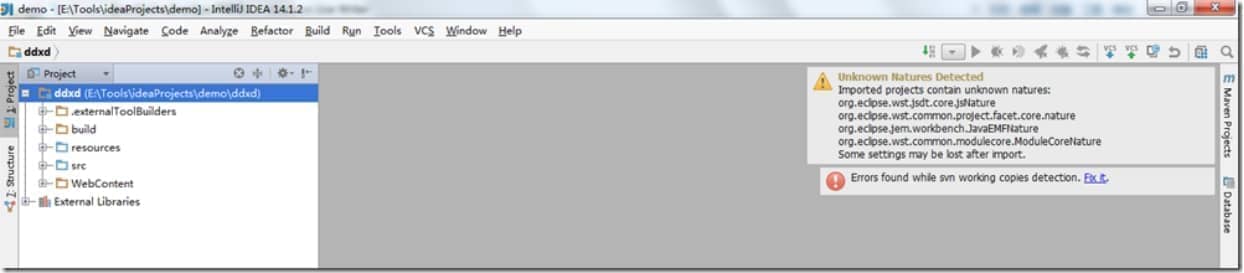 demo - [E:\Tools\ideaProjects\demo] - IntelliJ IDEA 14.1.2
File Edit View Navigate Code Analyze Refactor Build Run Tools VCS Window Help
ddxd
Project
ddxd (E:\Tools\ideaProjects\demo\ddxd)
.externalToolBuilders
build
resources
src
WebContent
External Libraries
1: Project
7: Structure
Unknown Natures Detected
Imported projects contain unknown natures:
org.eclipse.wst.jsdt.core.jsNature
org.eclipse.wst.common.project.facet.core.nature
org.eclipse.jem.workbench.JavaEMFNature
org.eclipse.wst.common.modulecore.ModuleCoreNature
Some settings may be lost after import.
Errors found while svn working copies detection. Fix it.
VCS VCS
m Maven Projects
Database